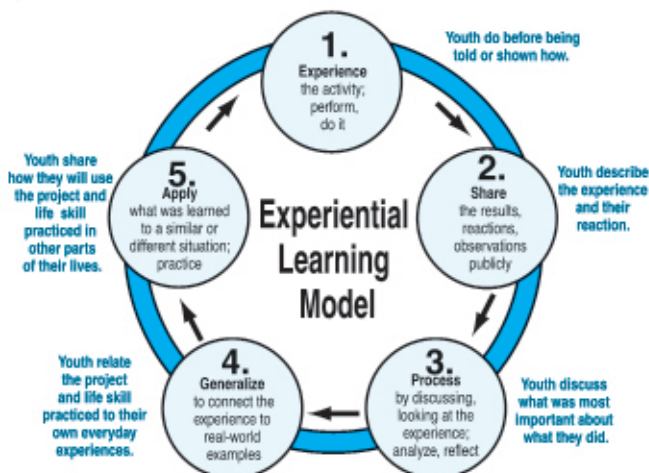 1.
Experience
the activity;
perform,
do it
Youth do before being
told or shown how.
2.
Share
the results,
reactions,
observations
publicly
Youth describe
the experience
and their
reaction.
3.
Process
by discussing,
looking at the
experience;
analyze, reflect
Youth discuss
what was most
important about
what they did.
4.
Generalize
to connect the
experience to
real-world
examples
Youth relate
the project
and life skill
practiced to their
own everyday
experiences.
5.
Apply
what was learned
to a similar or
different situation;
practice
Youth share
how they will use
the project and
life skill
practiced in
other parts
of their lives.
Experiential
Learning
Model